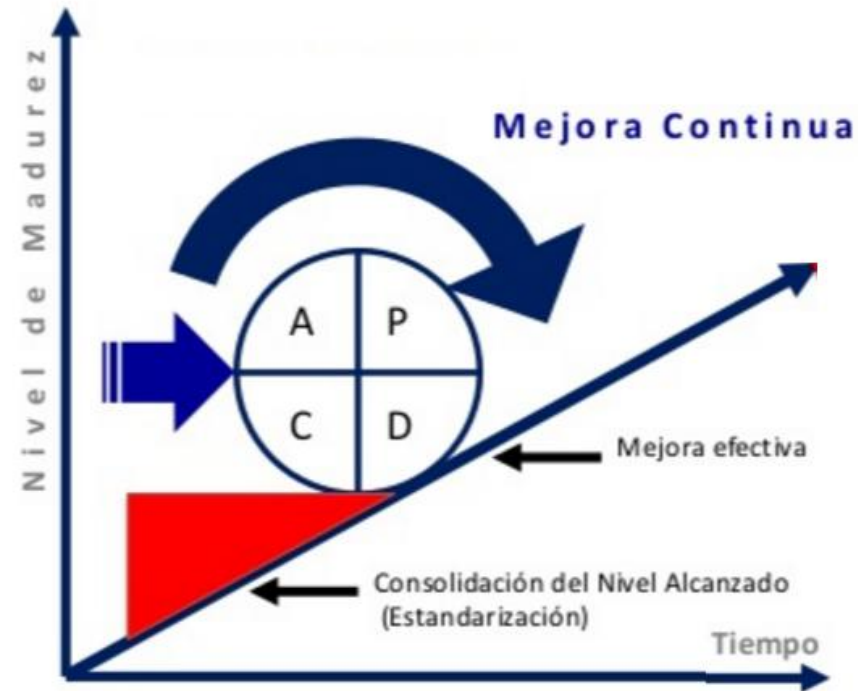 Nivel de Madurez
Mejora Continua
A P
C D
Mejora efectiva
Consolidación del Nivel Alcanzado
(Estandarización)
Tiempo